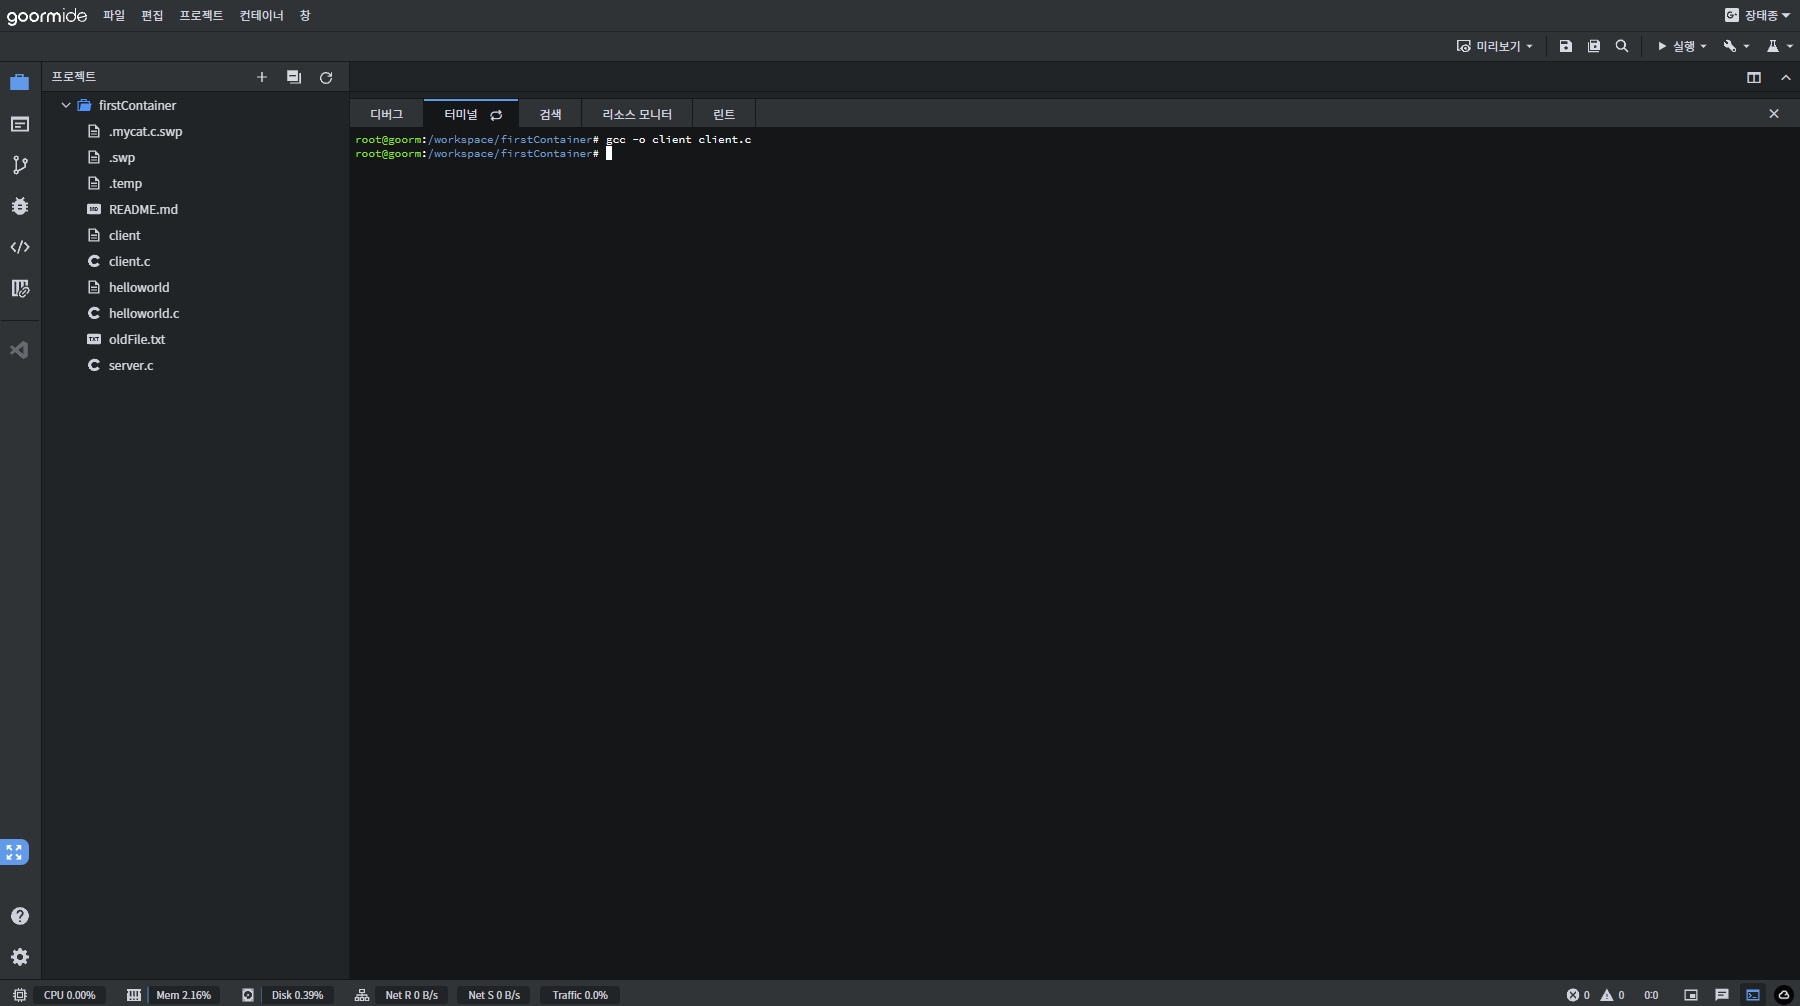 goormide 파일 편집 프로젝트 컨테이너 창 G+ 장태종
미리보기 실행
프로젝트
firstContainer
.mycat.c.swp
.swp
.temp
MD README.md
client
C client.c
helloworld
C helloworld.c
TXT oldFile.txt
C server.c
디버그 터미널 검색 리소스 모니터 린트
root@goorm:/workspace/firstContainer# gcc -o client client.c
root@goorm:/workspace/firstContainer#
CPU 0.00% Mem 2.16% Disk 0.39% Net R 0 B/s Net S 0 B/s Traffic 0.0% 0 0 0:0